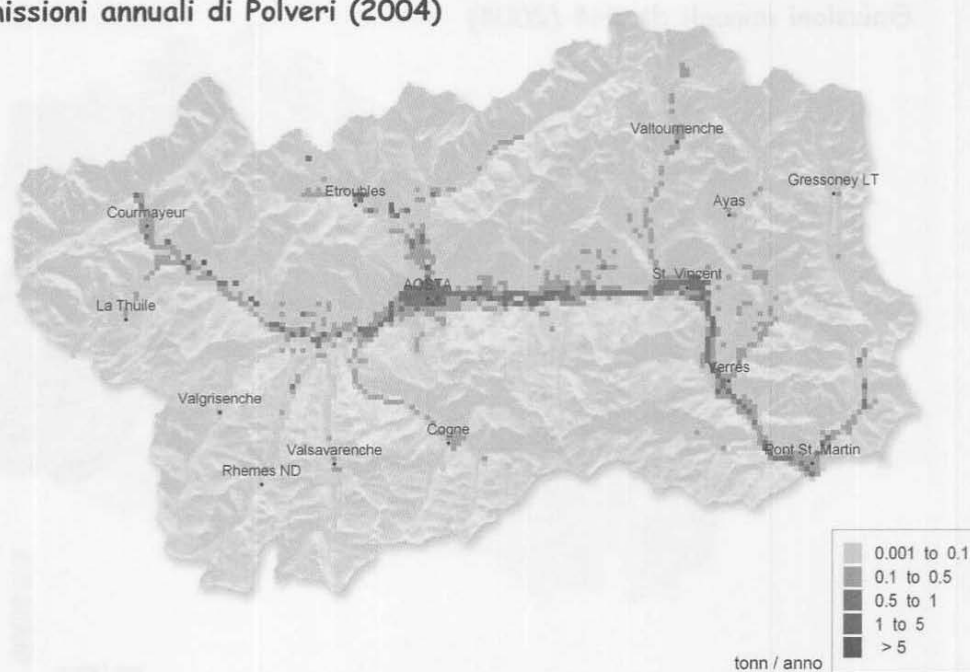 missioni annuali di Polveri (2004)
Valtournenche
Gressoney LT
Etroubles
Ayas
Courmayeur
St. Vincent
AOSTA
La Thuile
Verres
Valgrisenche
Cogne
Valsavarenche
Pont St. Martin
Rhemes ND
0.001 to 0.1
0.1 to 0.5
0.5 to 1
1 to 5
> 5
tonn / anno